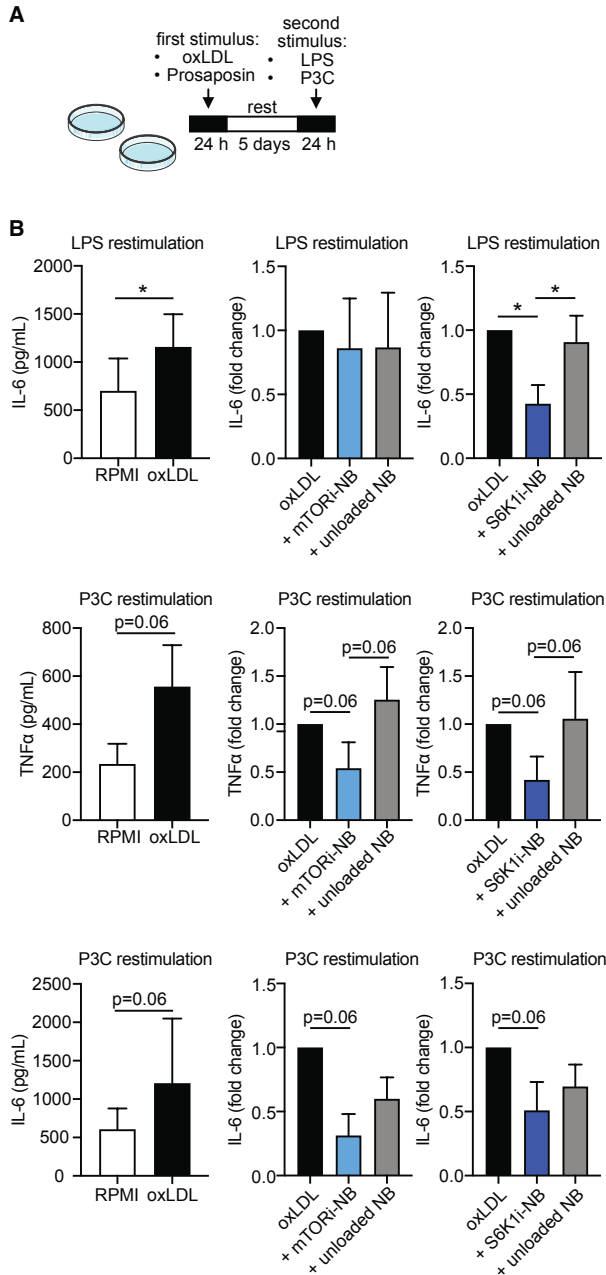 A
first stimulus:
• oxLDL
• Prosaposin
second
stimulus:
• LPS
• P3C
rest
24 h 5 days 24 h
B
LPS restimulation
IL-6 (pg/mL)
2000
1500
1000
500
0
*
RPMI oxLDL
LPS restimulation
IL-6 (fold change)
1.5
1.0
0.5
0.0
oxLDL
+ mTORi-NB
+ unloaded NB
LPS restimulation
IL-6 (fold change)
1.5
1.0
0.5
0.0
* *
oxLDL
+ S6K1i-NB
+ unloaded NB
P3C restimulation
TNFα (pg/mL)
800
600
400
200
0
p=0.06
RPMI oxLDL
P3C restimulation
TNFα (fold change)
2.0
1.5
1.0
0.5
0.0
p=0.06
p=0.06
oxLDL
+ mTORi-NB
+ unloaded NB
P3C restimulation
TNFα (fold change)
2.0
1.5
1.0
0.5
0.0
p=0.06
p=0.06
oxLDL
+ S6K1i-NB
+ unloaded NB
P3C restimulation
IL-6 (pg/mL)
2500
2000
1500
1000
500
0
p=0.06
RPMI oxLDL
P3C restimulation
IL-6 (fold change)
1.5
1.0
0.5
0.0
p=0.06
oxLDL
+ mTORi-NB
+ unloaded NB
P3C restimulation
IL-6 (fold change)
1.5
1.0
0.5
0.0
p=0.06
oxLDL
+ S6K1i-NB
+ unloaded NB